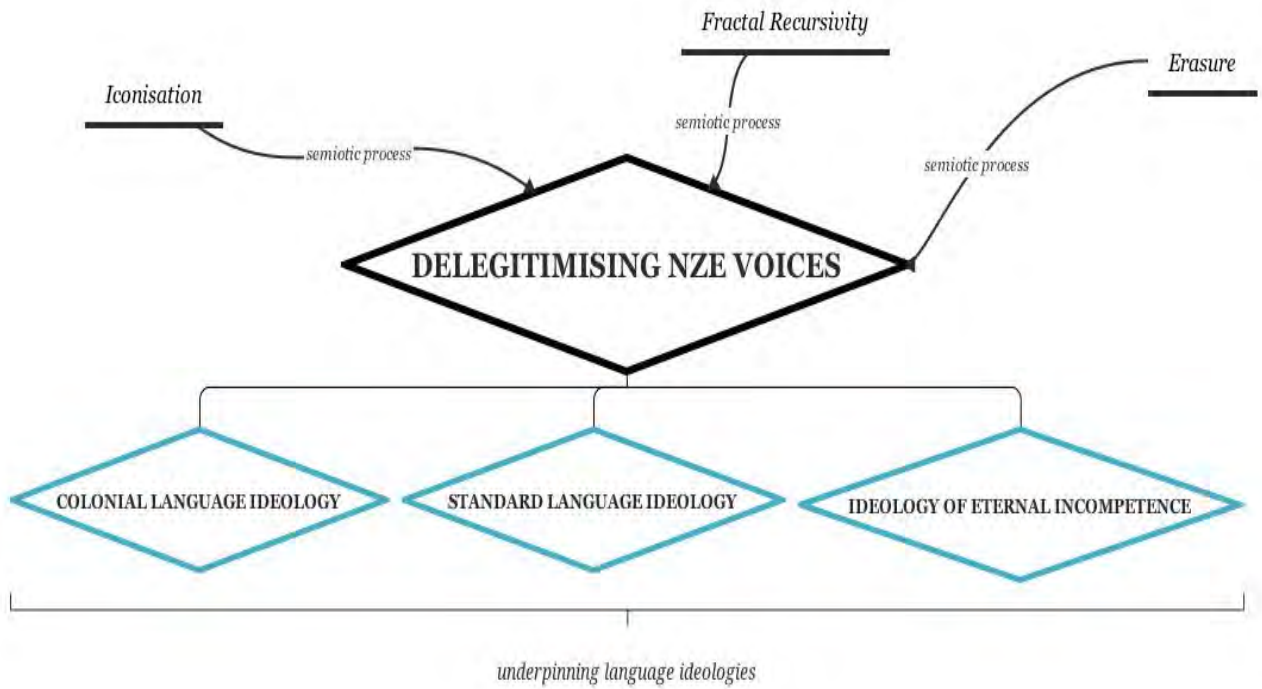 Fractal Recursivity
Erasure
Iconisation
semiotic process
semiotic process
semiotic process
DELEGITIMISING NZE VOICES
COLONIAL LANGUAGE IDEOLOGY
STANDARD LANGUAGE IDEOLOGY
IDEOLOGY OF ETERNAL INCOMPETENCE
underpinning language ideologies